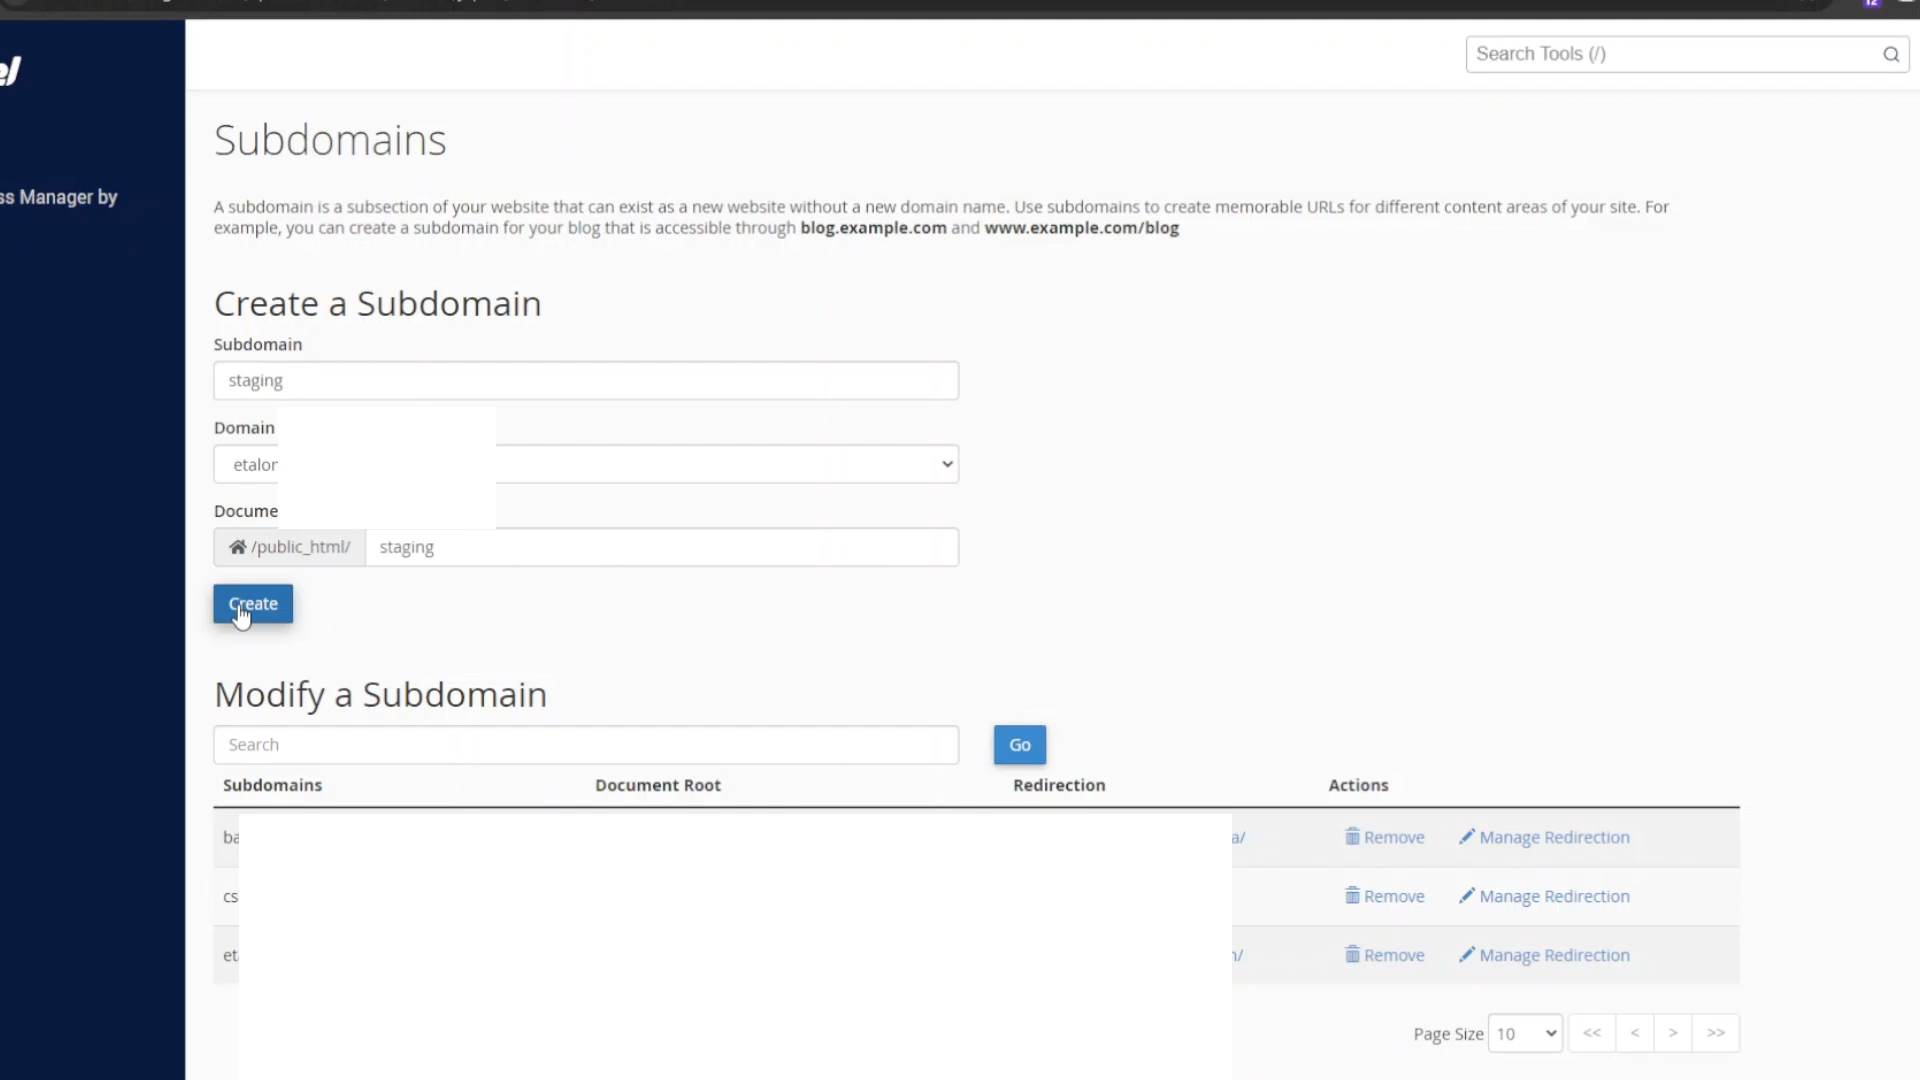 Search Tools (/)
ss Manager by
Subdomains
A subdomain is a subsection of your website that can exist as a new website without a new domain name. Use subdomains to create memorable URLs for different content areas of your site. For
example, you can create a subdomain for your blog that is accessible through blog.example.com and www.example.com/blog
Create a Subdomain
Subdomain
staging
Domain
etalor
Docume
/public_html/ staging
Create
Modify a Subdomain
Search Go
Subdomains Document Root Redirection Actions
ba a/ Remove Manage Redirection
cs Remove Manage Redirection
et / Remove Manage Redirection
Page Size 10 << < > >>